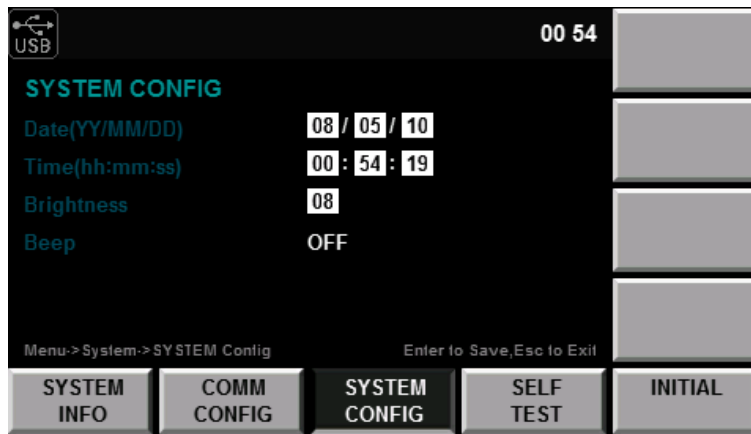 USB
00 54
SYSTEM CONFIG
Date(YY/MM/DD) 08 / 05 / 10
Time(hh:mm:ss) 00 : 54 : 19
Brightness 08
Beep OFF
Menu->System->SYSTEM Config Enter to Save,Esc to Exit
SYSTEM INFO
COMM CONFIG
SYSTEM CONFIG
SELF TEST
INITIAL